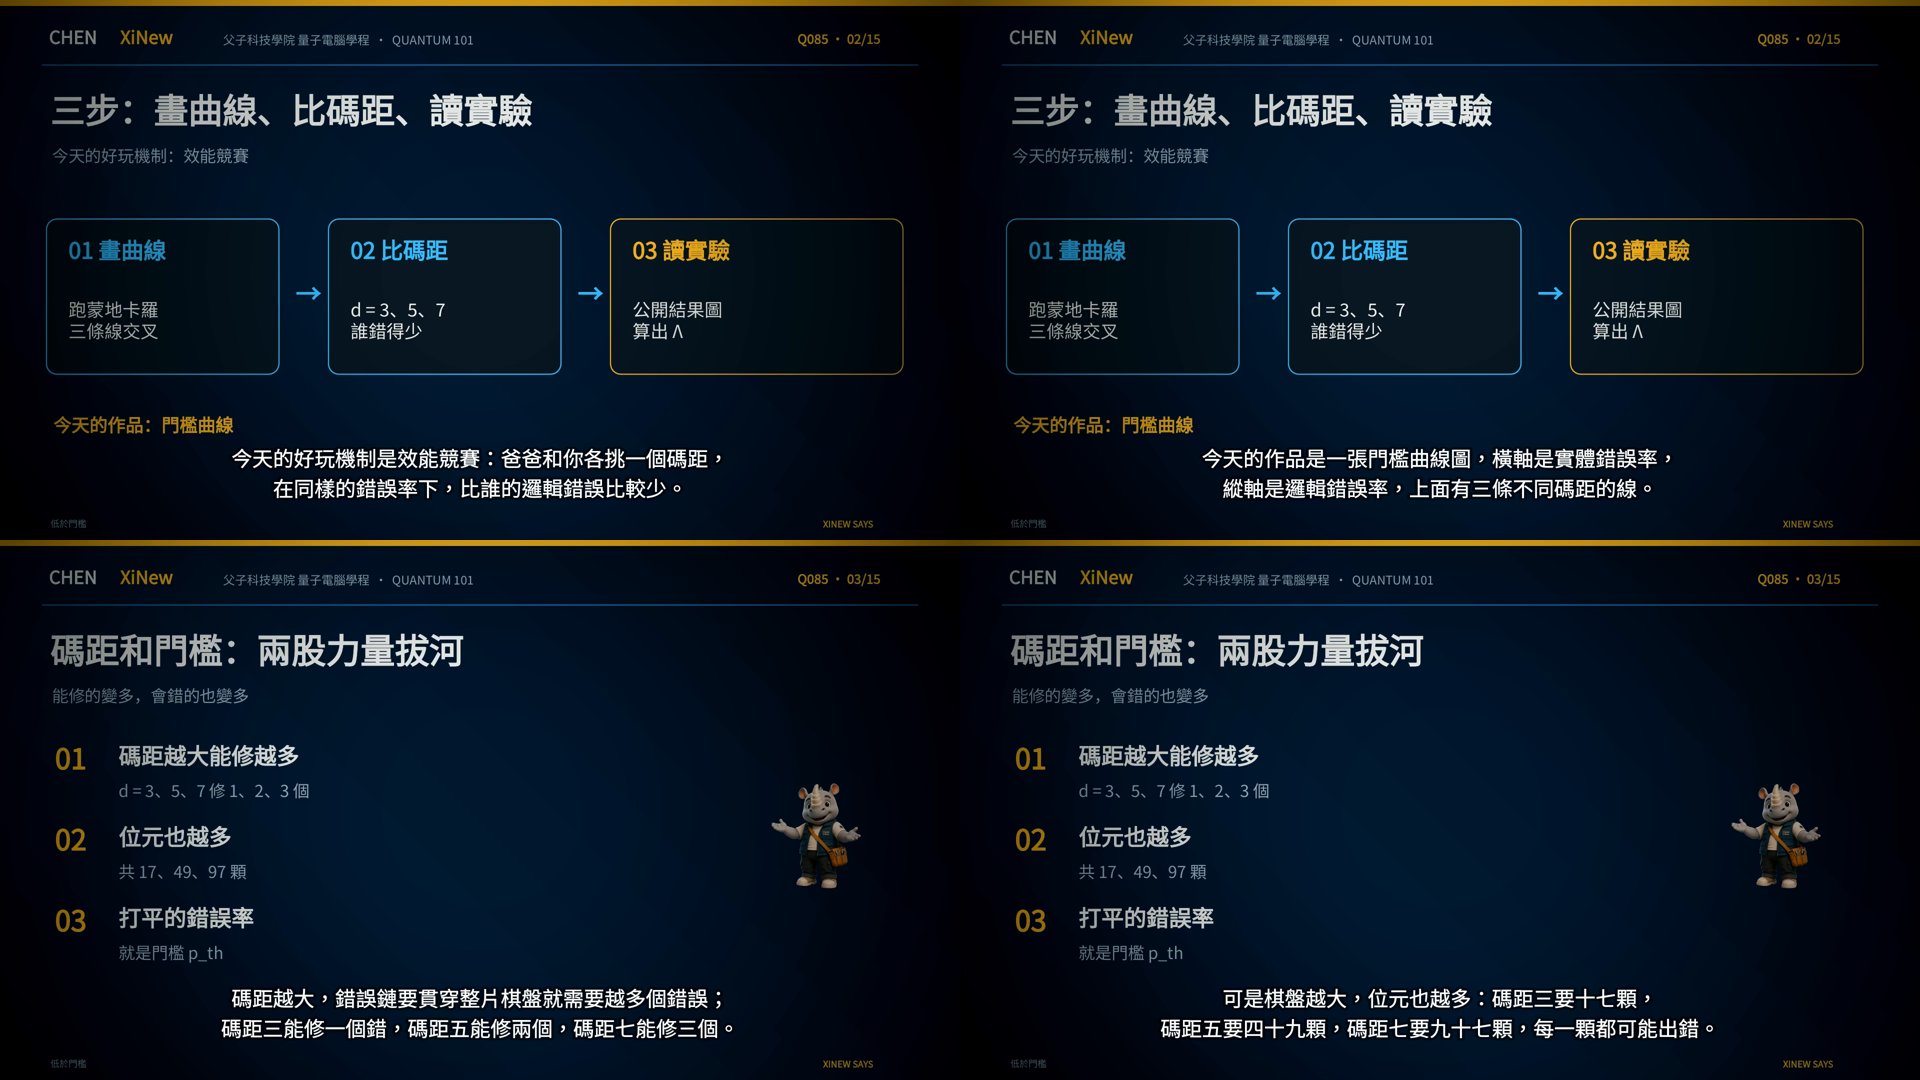 CHEN XiNew 父子科技學院 量子電腦學程 · QUANTUM 101 Q085 · 02/15
三步：畫曲線、比碼距、讀實驗
今天的好玩機制：效能競賽
01 畫曲線
跑蒙地卡羅
三條線交叉
→
02 比碼距
d = 3、5、7
誰錯得少
→
03 讀實驗
公開結果圖
算出 Λ
今天的作品：門檻曲線
今天的好玩機制是效能競賽：爸爸和你各挑一個碼距，
在同樣的錯誤率下，比誰的邏輯錯誤比較少。
低於門檻 XINEW SAYS
CHEN XiNew 父子科技學院 量子電腦學程 · QUANTUM 101 Q085 · 02/15
三步：畫曲線、比碼距、讀實驗
今天的好玩機制：效能競賽
01 畫曲線
跑蒙地卡羅
三條線交叉
→
02 比碼距
d = 3、5、7
誰錯得少
→
03 讀實驗
公開結果圖
算出 Λ
今天的作品：門檻曲線
今天的作品是一張門檻曲線圖，橫軸是實體錯誤率，
縱軸是邏輯錯誤率，上面有三條不同碼距的線。
低於門檻 XINEW SAYS
CHEN XiNew 父子科技學院 量子電腦學程 · QUANTUM 101 Q085 · 03/15
碼距和門檻：兩股力量拔河
能修的變多，會錯的也變多
01 碼距越大能修越多
d = 3、5、7 修 1、2、3 個
02 位元也越多
共 17、49、97 顆
03 打平的錯誤率
就是門檻 p_th
碼距越大，錯誤鏈要貫穿整片棋盤就需要越多個錯誤；
碼距三能修一個錯，碼距五能修兩個，碼距七能修三個。
低於門檻 XINEW SAYS
CHEN XiNew 父子科技學院 量子電腦學程 · QUANTUM 101 Q085 · 03/15
碼距和門檻：兩股力量拔河
能修的變多，會錯的也變多
01 碼距越大能修越多
d = 3、5、7 修 1、2、3 個
02 位元也越多
共 17、49、97 顆
03 打平的錯誤率
就是門檻 p_th
可是棋盤越大，位元也越多：碼距三要十七顆，
碼距五要四十九顆，碼距七要九十七顆，每一顆都可能出錯。
低於門檻 XINEW SAYS